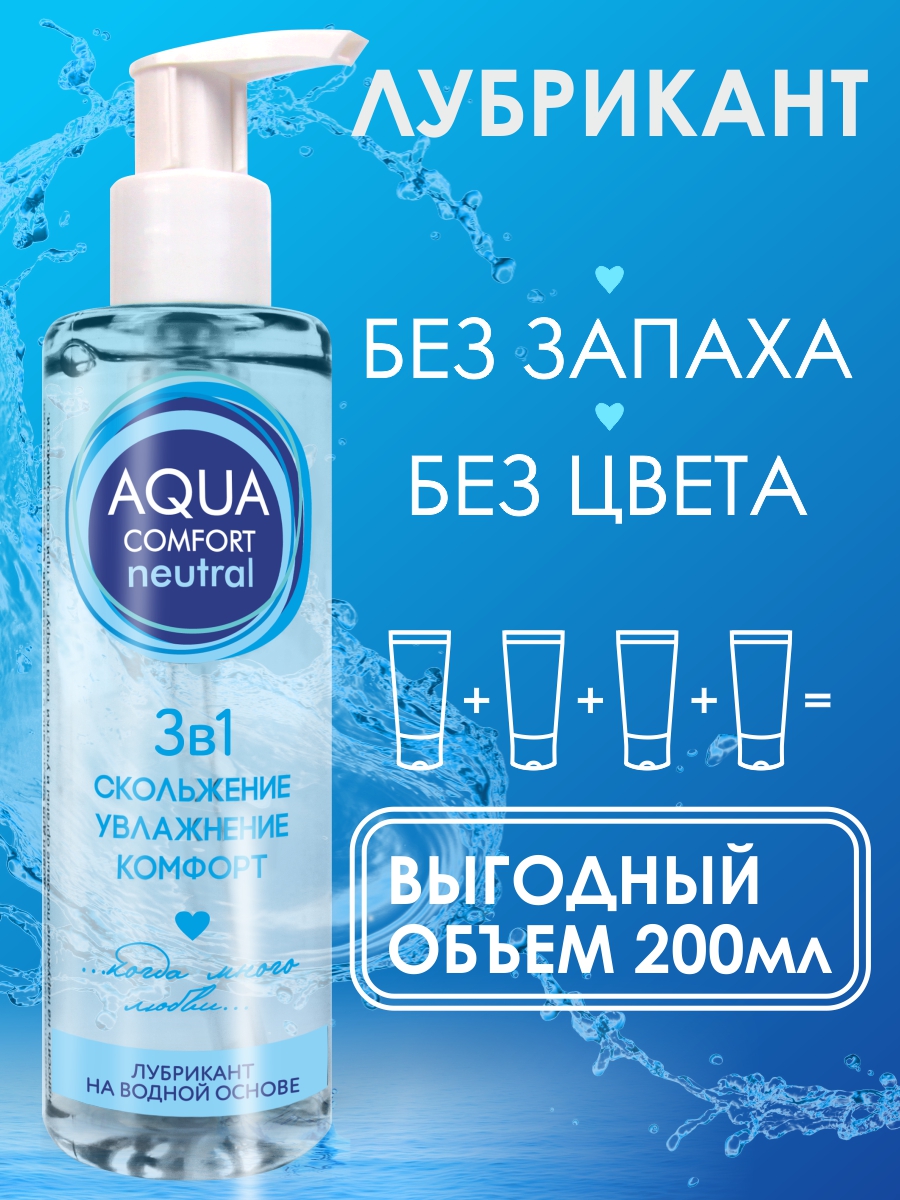 ЛУБРИКАНТ
БЕЗ ЗАПАХА
БЕЗ ЦВЕТА
+ + + =
ВЫГОДНЫЙ
ОБЪЕМ 200мл
AQUA
COMFORT
neutral
3в1
СКОЛЬЖЕНИЕ
УВЛАЖНЕНИЕ
КОМФОРТ
...когда много
любви...
ЛУБРИКАНТ
НА ВОДНОЙ ОСНОВЕ